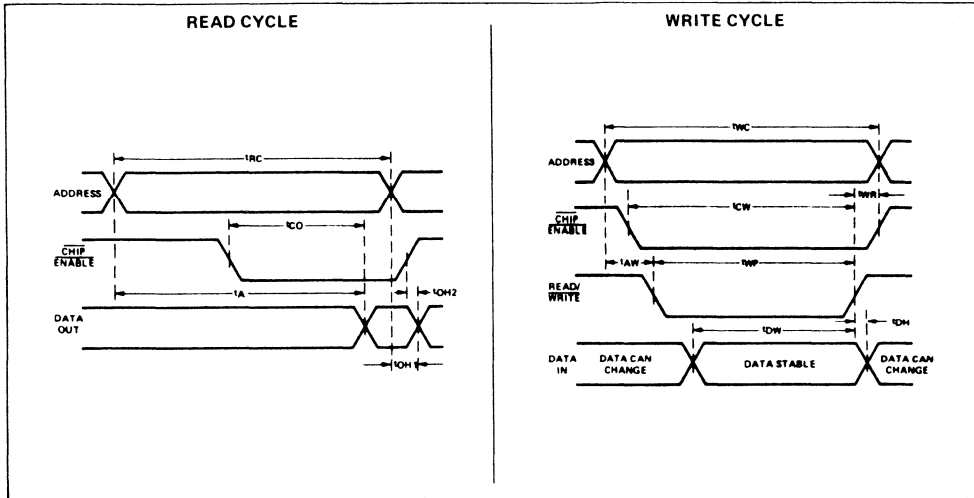 READ CYCLE
tRC
ADDRESS
tCO
CHIP
ENABLE
tA
tOH2
DATA
OUT
tOH1
WRITE CYCLE
tWC
ADDRESS
tWR
tCW
CHIP
ENABLE
tAW
tWP
READ/
WRITE
tDH
tDW
DATA
IN
DATA CAN
CHANGE
DATA STABLE
DATA CAN
CHANGE